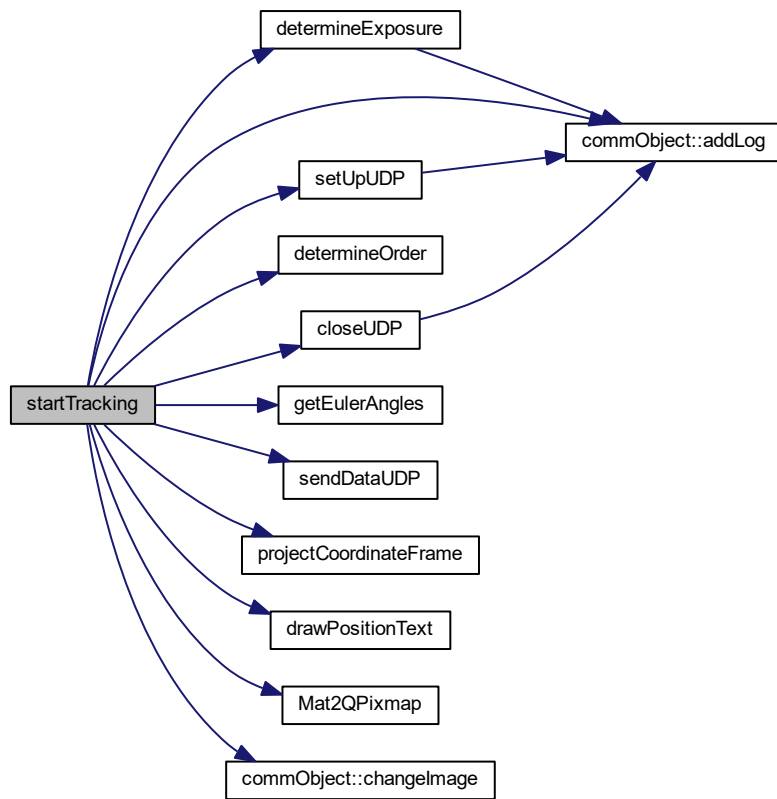 determineExposure
commObject::addLog
setUpUDP
determineOrder
closeUDP
startTracking
getEulerAngles
sendDataUDP
projectCoordinateFrame
drawPositionText
Mat2QPixmap
commObject::changeImage